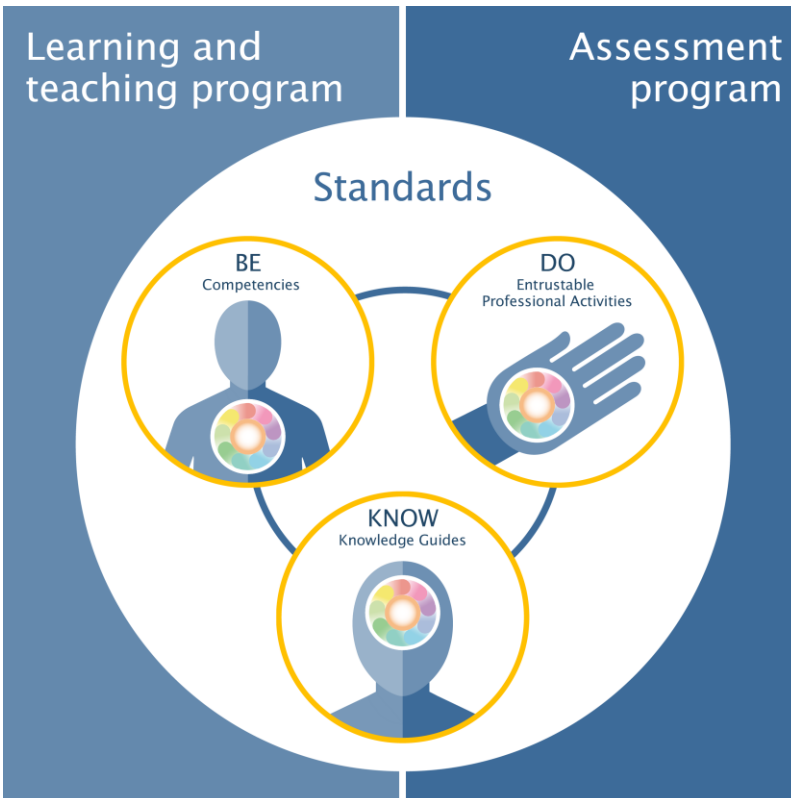 Learning and
teaching program
Assessment
program
Standards
BE
Competencies
DO
Entrustable
Professional Activities
KNOW
Knowledge Guides